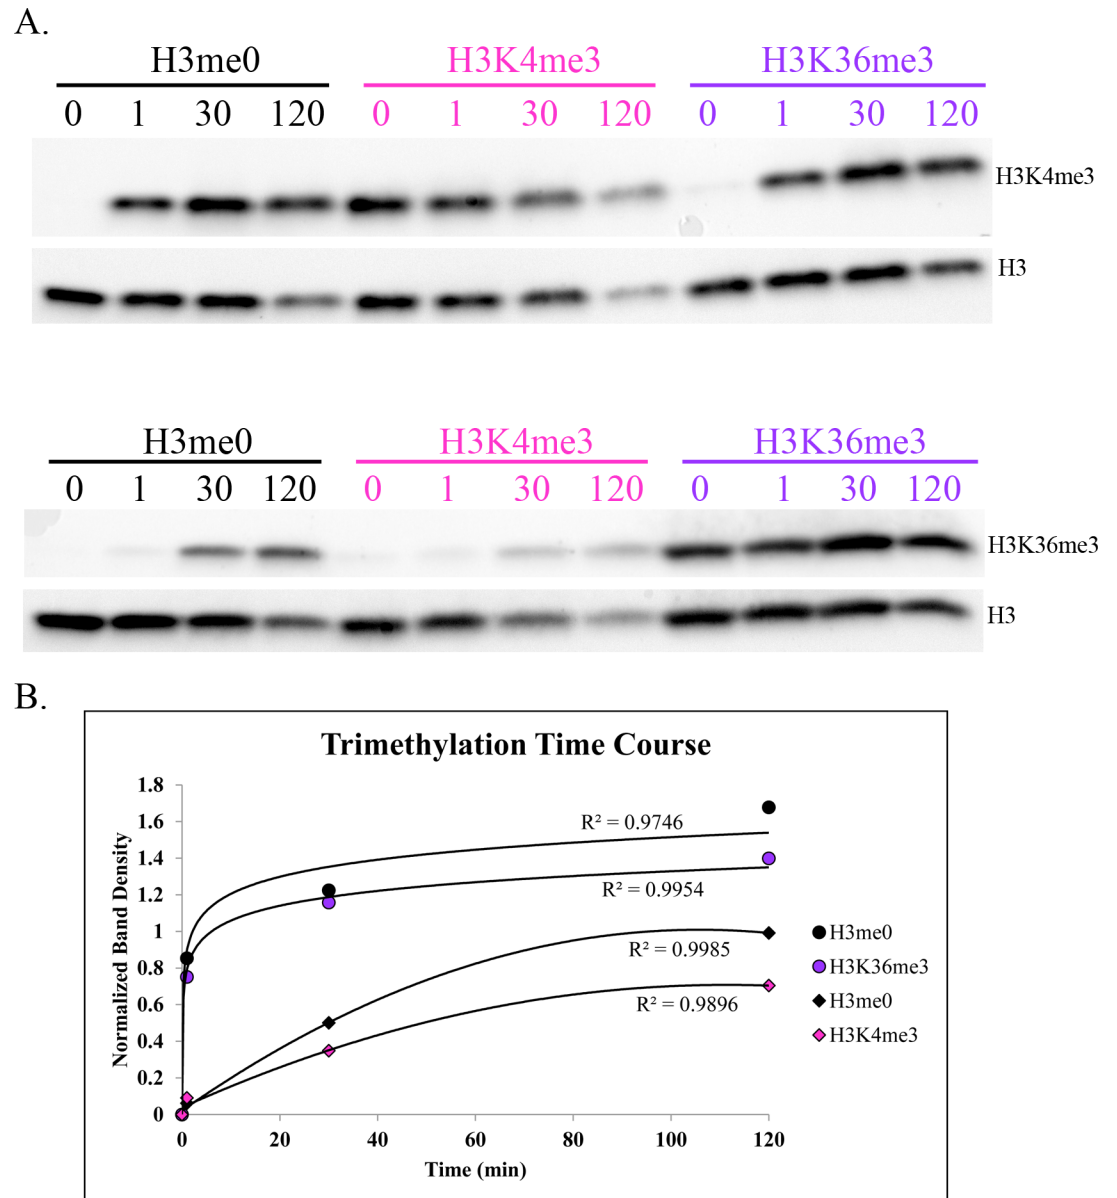 A.
H3me0 H3K4me3 H3K36me3
0 1 30 120 0 1 30 120 0 1 30 120
H3K4me3
H3
H3me0 H3K4me3 H3K36me3
0 1 30 120 0 1 30 120 0 1 30 120
H3K36me3
H3
B.
Trimethylation Time Course
Normalized Band Density
1.8
1.6
1.4
1.2
1
0.8
0.6
0.4
0.2
0
R² = 0.9746
R² = 0.9954
R² = 0.9985
R² = 0.9896
H3me0
H3K36me3
H3me0
H3K4me3
0 20 40 60 80 100 120
Time (min)